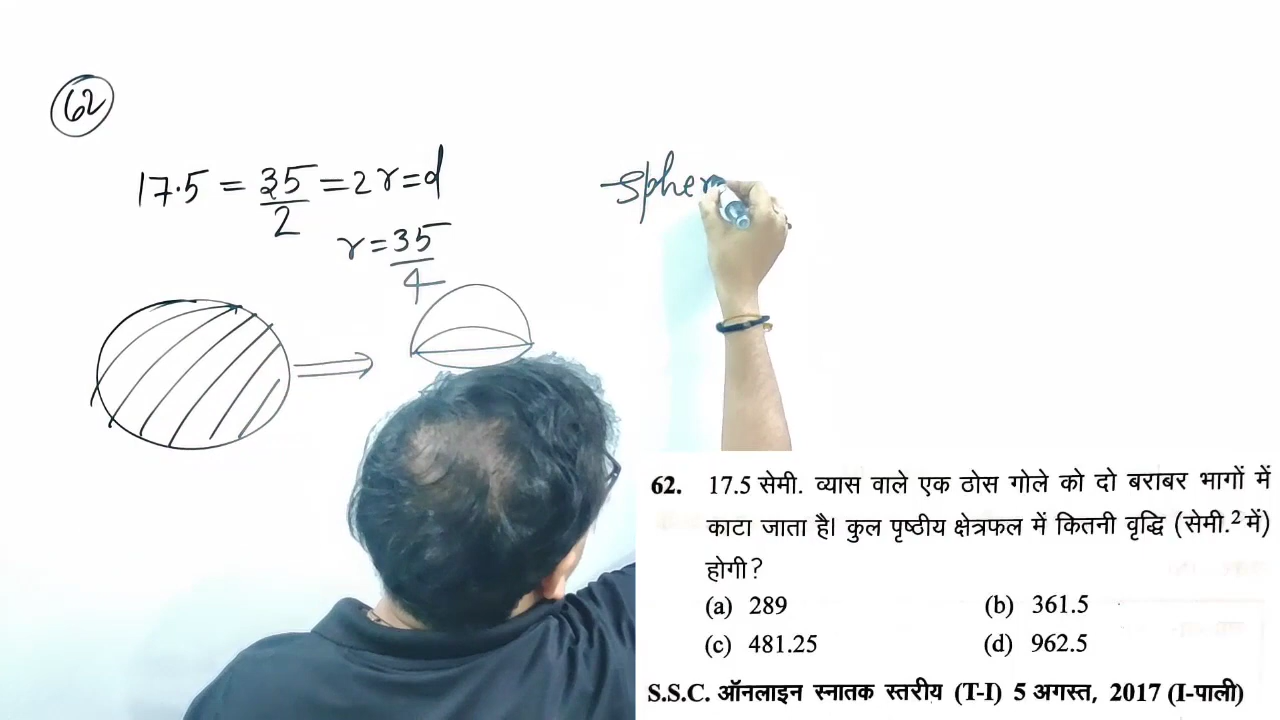 62
17.5 = 35/2 = 2r = d
r = 35/4
spher
62. 17.5 सेमी. व्यास वाले एक ठोस गोले को दो बराबर भागों में
काटा जाता है। कुल पृष्ठीय क्षेत्रफल में कितनी वृद्धि (सेमी.² में)
होगी?
(a) 289 (b) 361.5
(c) 481.25 (d) 962.5
S.S.C. ऑनलाइन स्नातक स्तरीय (T-I) 5 अगस्त, 2017 (I-पाली)